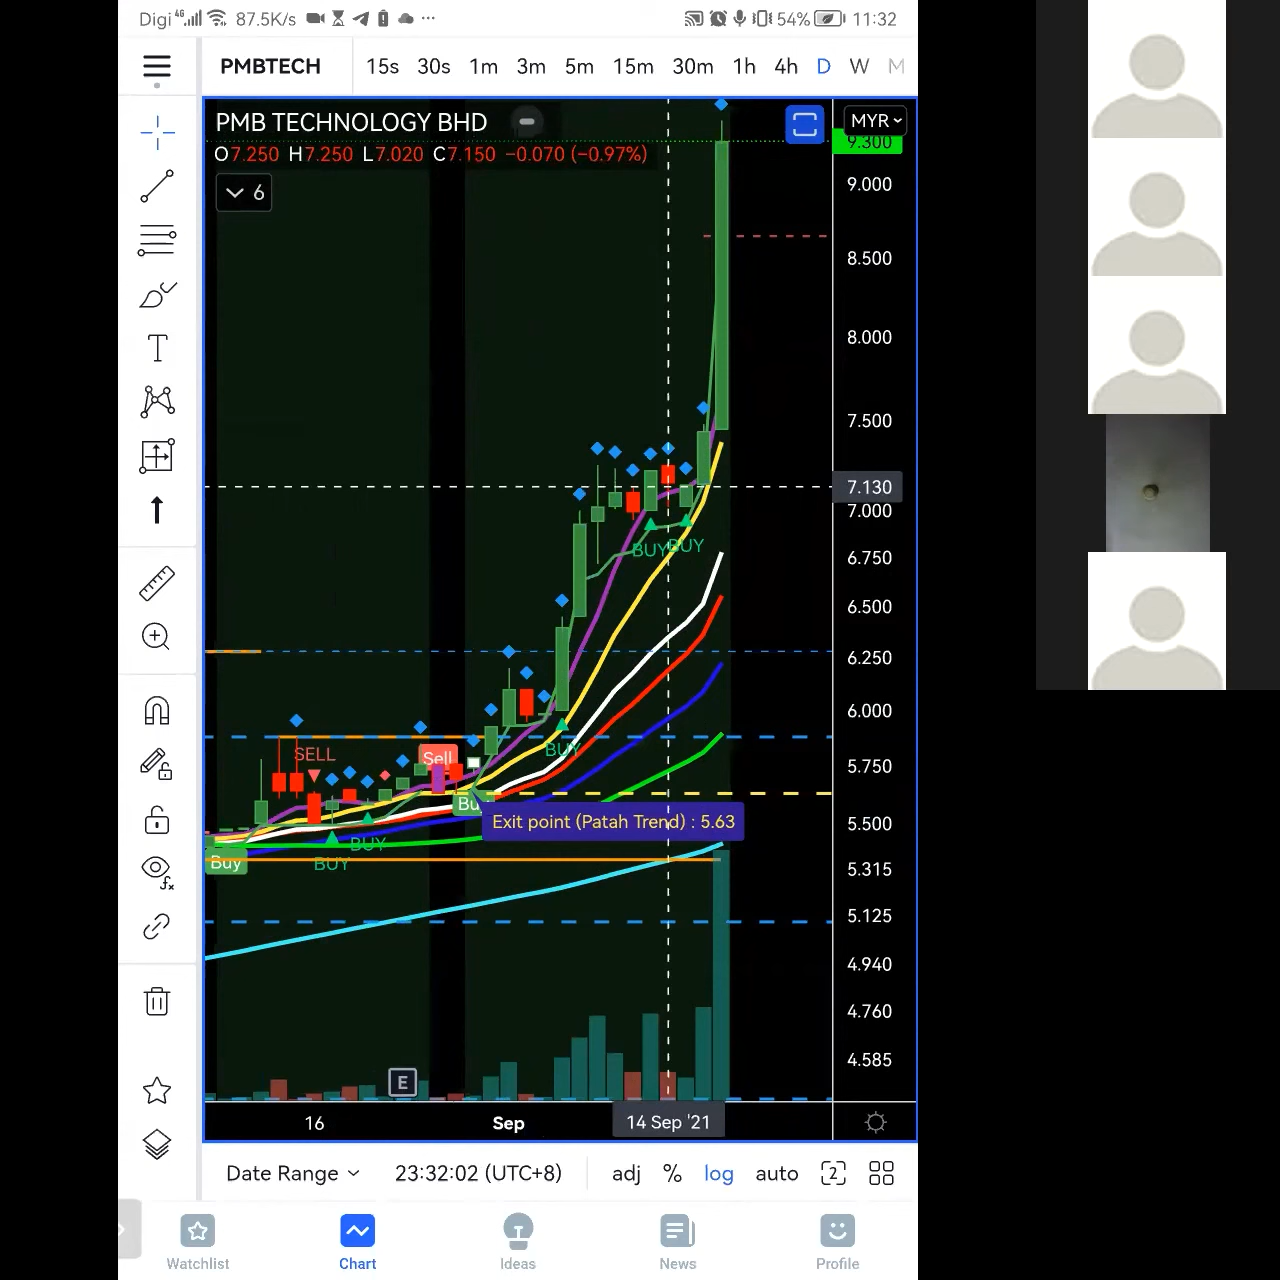 Digi 4G 87.5K/s ... 54% 11:32
PMBTECH 15s 30s 1m 3m 5m 15m 30m 1h 4h D W M
PMB TECHNOLOGY BHD
MYR
O7.250 H7.250 L7.020 C7.150 −0.070 (−0.97%)
9.300
6
9.000
8.500
8.000
7.500
7.130
7.000
BUY BUY
6.750
6.500
6.250
6.000
BUY
SELL
Sell
5.750
Buy
Exit point (Patah Trend) : 5.63
5.500
BUY
Buy
BUY
5.315
5.125
4.940
4.760
4.585
E
16 Sep 14 Sep '21
Date Range 23:32:02 (UTC+8) adj % log auto 2
Watchlist Chart Ideas News Profile